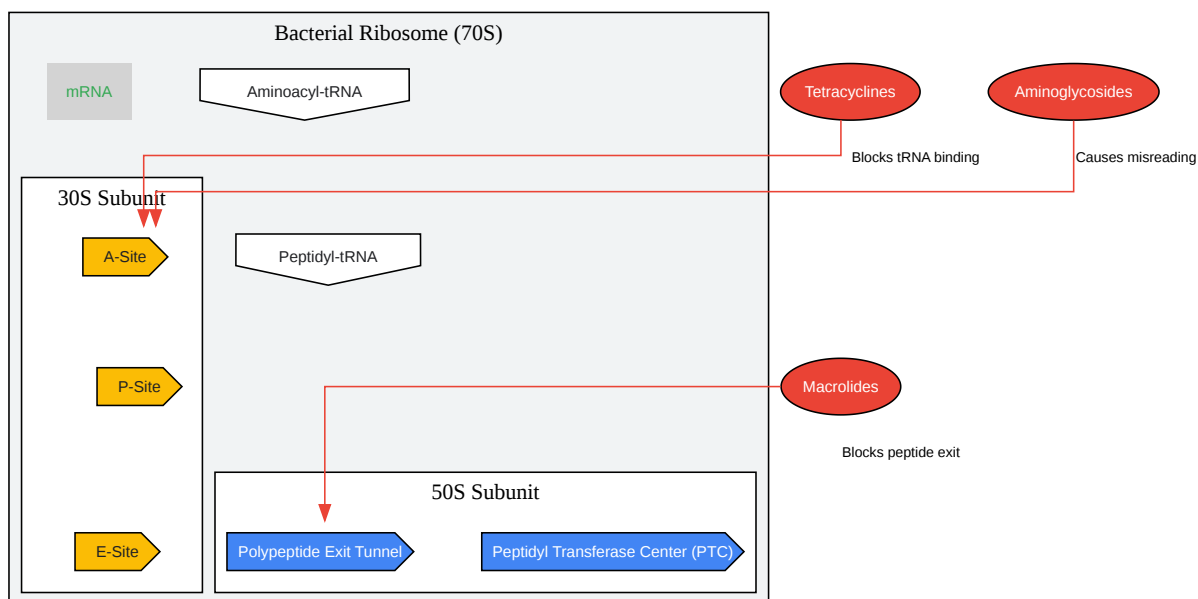 Bacterial Ribosome (70S)
mRNA
Aminoacyl-tRNA
Tetracyclines
Aminoglycosides
Blocks tRNA binding
Causes misreading
30S Subunit
A-Site
Peptidyl-tRNA
P-Site
Macrolides
Blocks peptide exit
50S Subunit
E-Site
Polypeptide Exit Tunnel
Peptidyl Transferase Center (PTC)